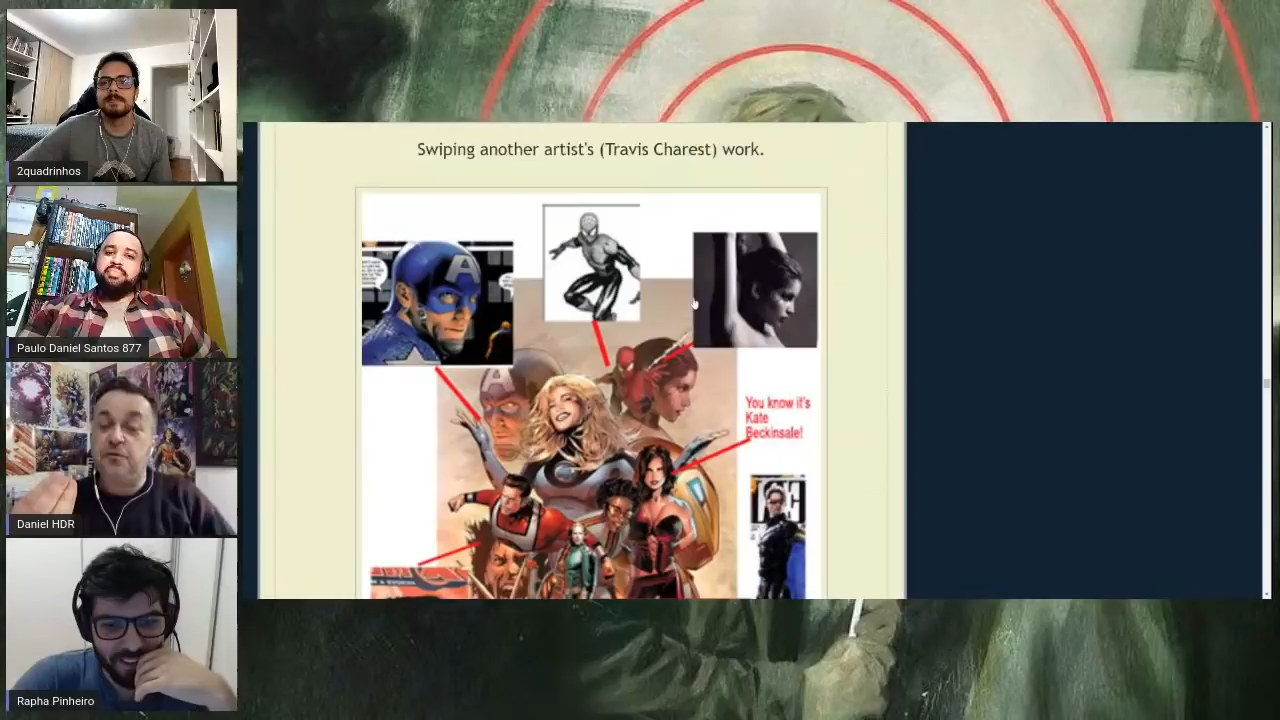 2quadrinhos
Paulo Daniel Santos 877
Daniel HDR
Rapha Pinheiro
Swiping another artist's (Travis Charest) work.
A
A
You know it's
Kate
Beckinsale!